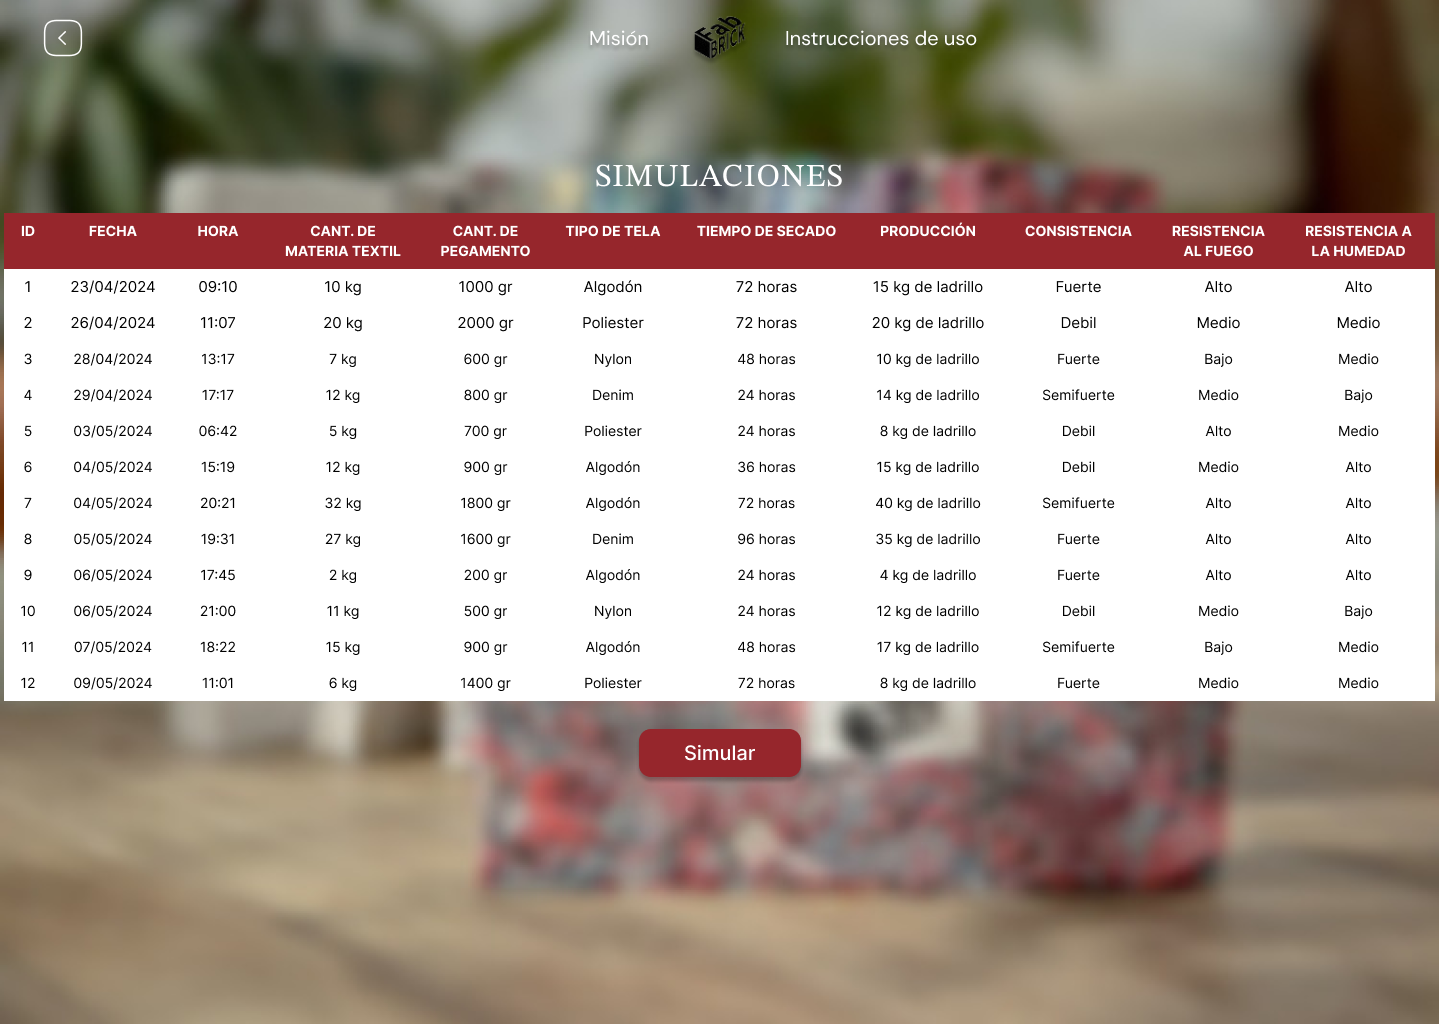 Misión
Fab
BRICK
Instrucciones de uso
SIMULACIONES
ID FECHA HORA CANT. DE MATERIA TEXTIL CANT. DE PEGAMENTO TIPO DE TELA TIEMPO DE SECADO PRODUCCIÓN CONSISTENCIA RESISTENCIA AL FUEGO RESISTENCIA A LA HUMEDAD
1 23/04/2024 09:10 10 kg 1000 gr Algodón 72 horas 15 kg de ladrillo Fuerte Alto Alto
2 26/04/2024 11:07 20 kg 2000 gr Poliester 72 horas 20 kg de ladrillo Debil Medio Medio
3 28/04/2024 13:17 7 kg 600 gr Nylon 48 horas 10 kg de ladrillo Fuerte Bajo Medio
4 29/04/2024 17:17 12 kg 800 gr Denim 24 horas 14 kg de ladrillo Semifuerte Medio Bajo
5 03/05/2024 06:42 5 kg 700 gr Poliester 24 horas 8 kg de ladrillo Debil Alto Medio
6 04/05/2024 15:19 12 kg 900 gr Algodón 36 horas 15 kg de ladrillo Debil Medio Alto
7 04/05/2024 20:21 32 kg 1800 gr Algodón 72 horas 40 kg de ladrillo Semifuerte Alto Alto
8 05/05/2024 19:31 27 kg 1600 gr Denim 96 horas 35 kg de ladrillo Fuerte Alto Alto
9 06/05/2024 17:45 2 kg 200 gr Algodón 24 horas 4 kg de ladrillo Fuerte Alto Alto
10 06/05/2024 21:00 11 kg 500 gr Nylon 24 horas 12 kg de ladrillo Debil Medio Bajo
11 07/05/2024 18:22 15 kg 900 gr Algodón 48 horas 17 kg de ladrillo Semifuerte Bajo Medio
12 09/05/2024 11:01 6 kg 1400 gr Poliester 72 horas 8 kg de ladrillo Fuerte Medio Medio
Simular